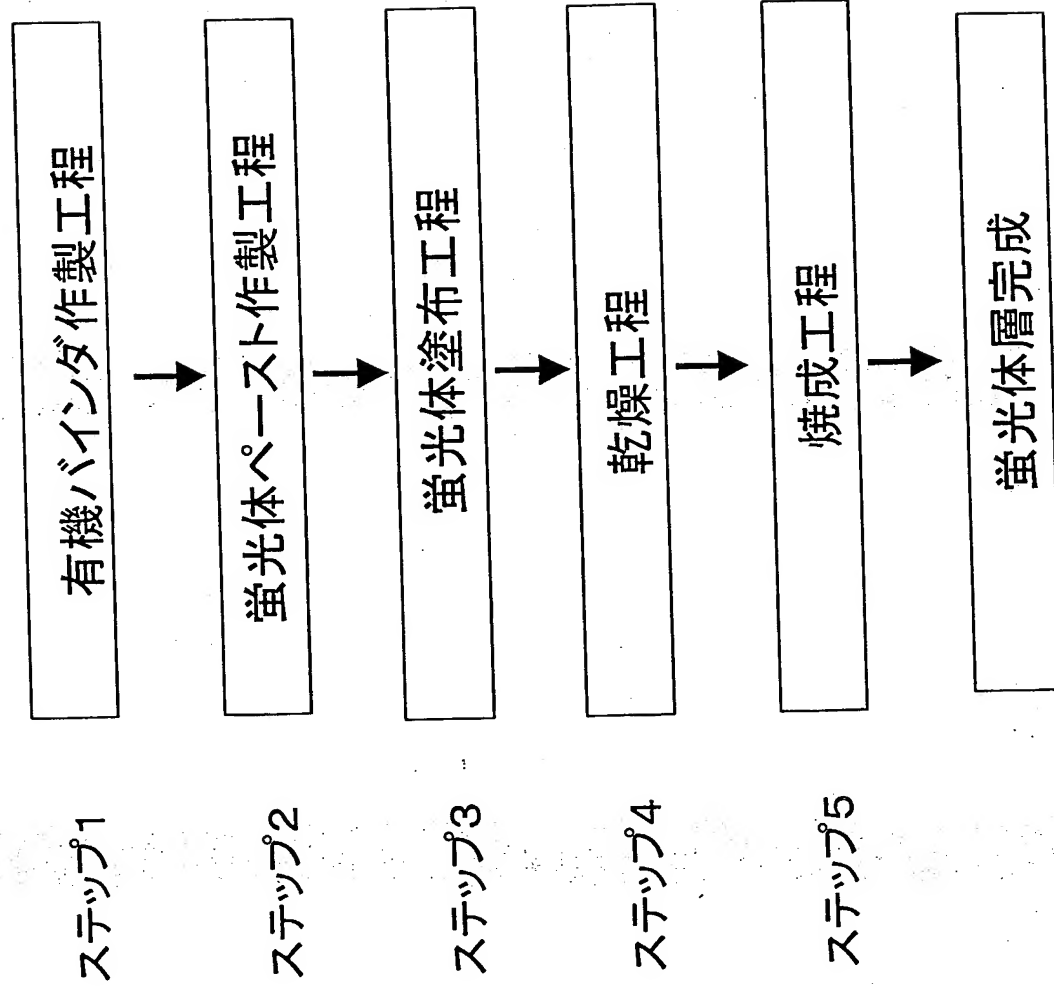 ステップ1
有機バインダ作製工程
ステップ2
蛍光体ペースト作製工程
ステップ3
蛍光体塗布工程
ステップ4
乾燥工程
ステップ5
焼成工程
蛍光体層完成